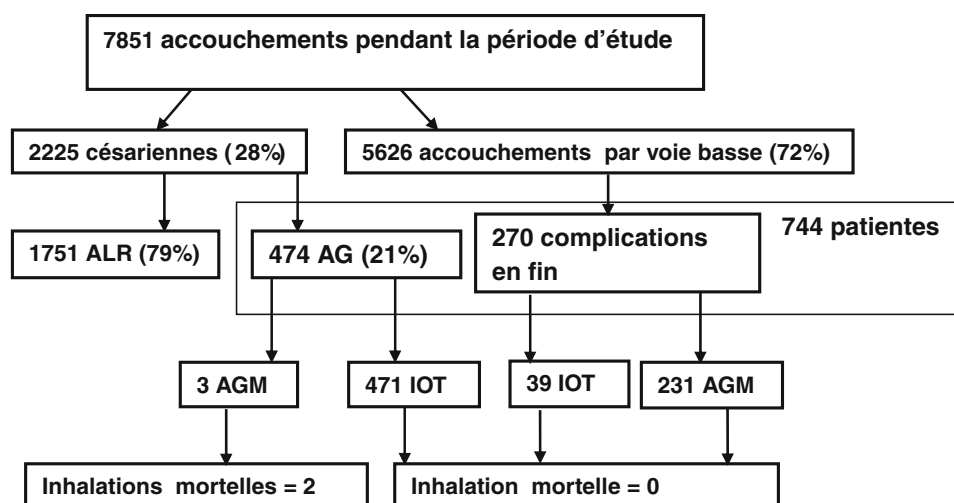 7851 accouchements pendant la période d'étude
2225 césariennes (28%)
5626 accouchements par voie basse (72%)
744 patientes
1751 ALR (79%)
474 AG (21%)
270 complications
en fin
3 AGM
471 IOT
39 IOT
231 AGM
Inhalations mortelles = 2
Inhalation mortelle = 0